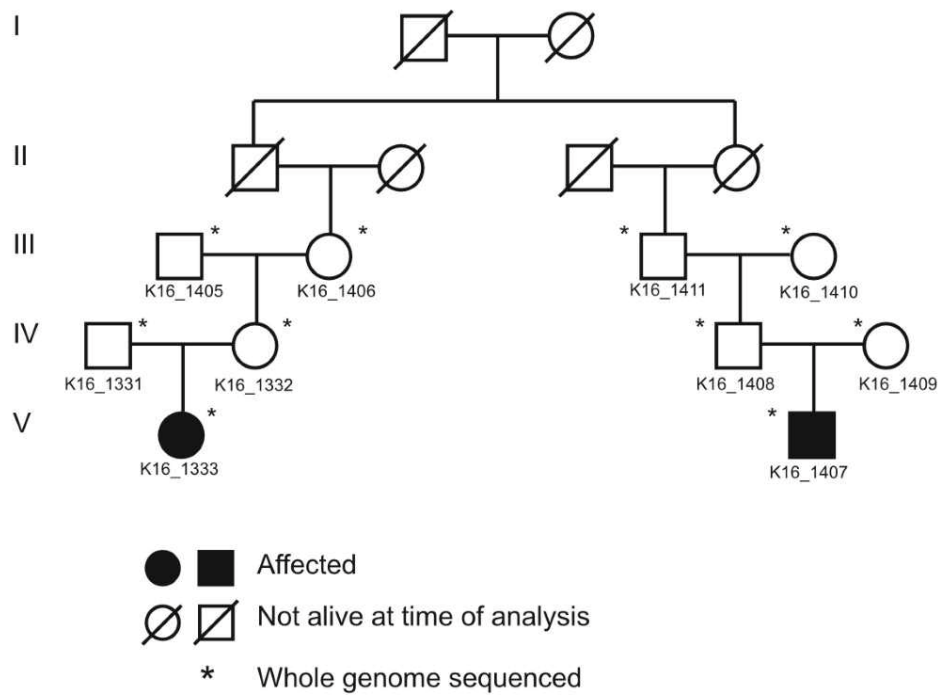 I
II
* * * *
III
K16_1405 K16_1406 K16_1411 K16_1410
* * * *
IV
K16_1331 K16_1332 K16_1408 K16_1409
V
* *
K16_1333 K16_1407
Affected
Not alive at time of analysis
* Whole genome sequenced